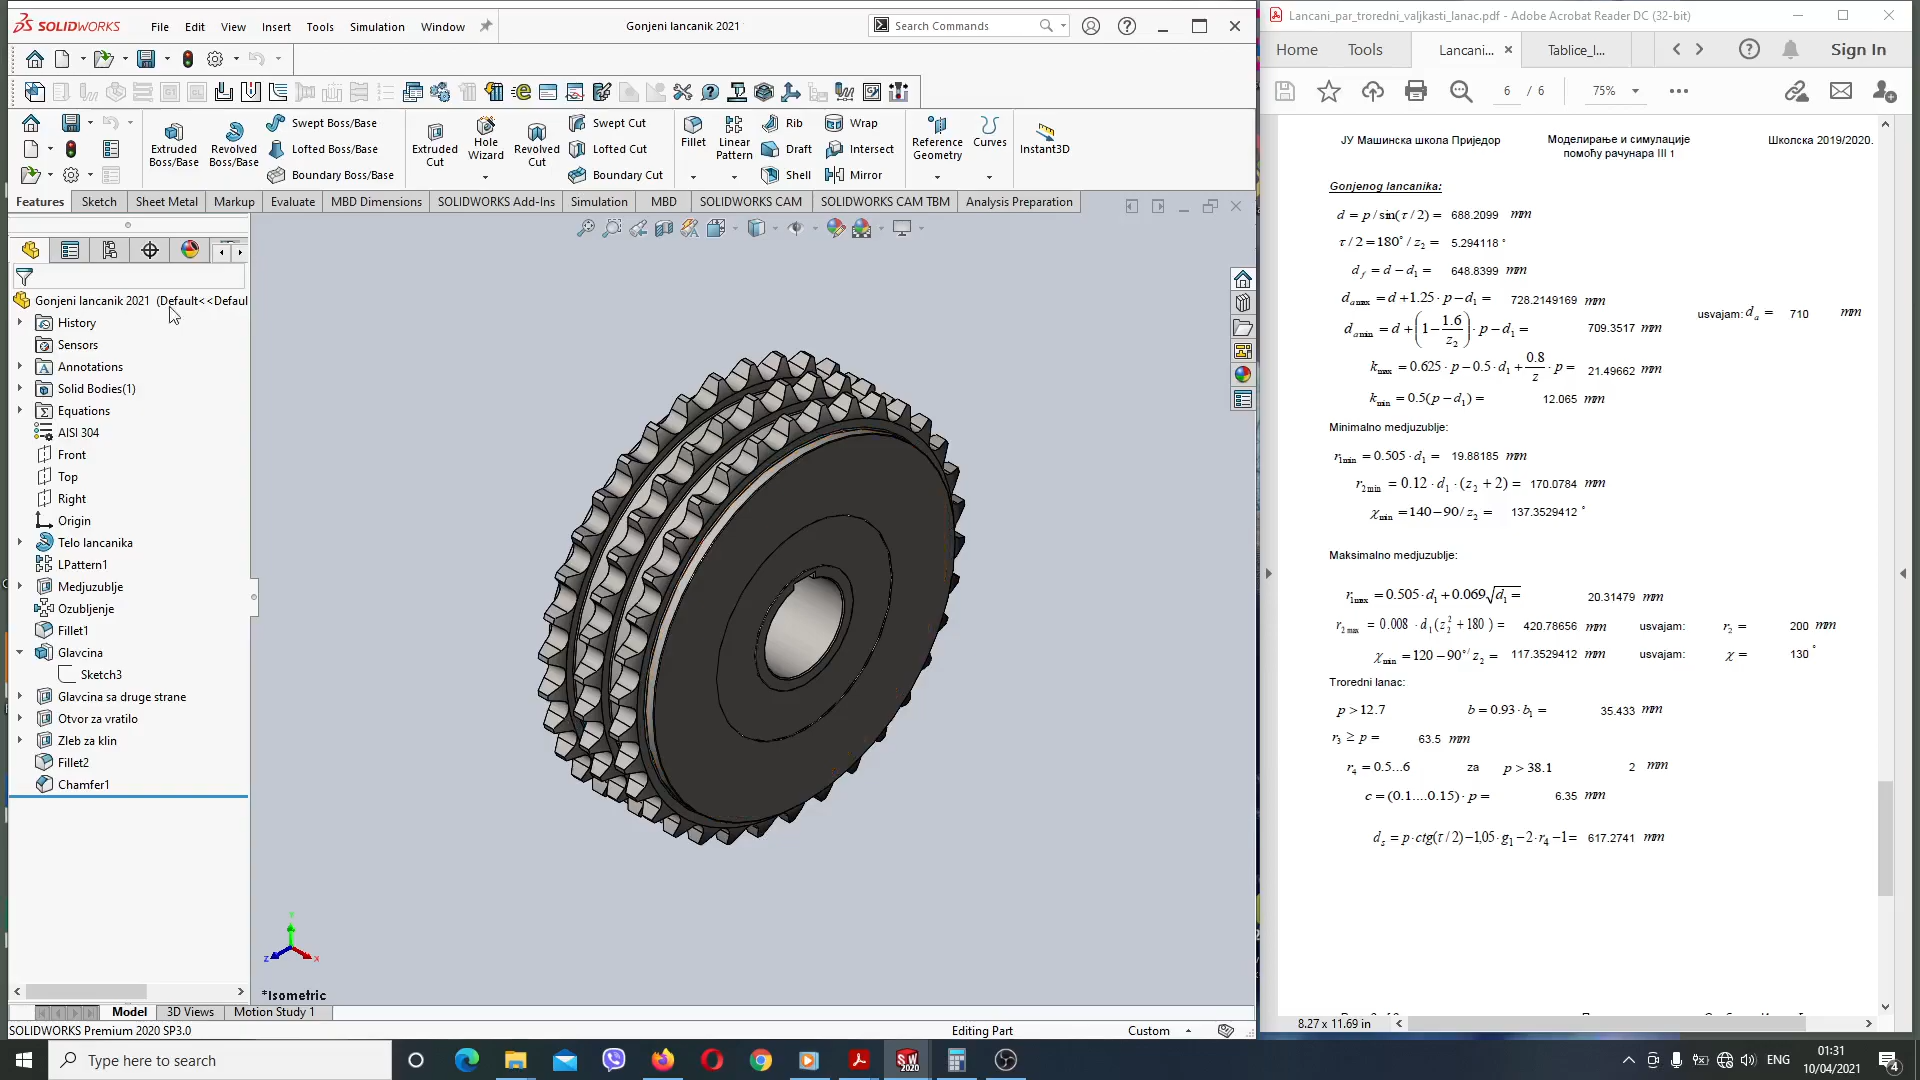 SOLIDWORKS File Edit View Insert Tools Simulation Window
Gonjeni lancanik 2021
Search Commands
Extruded Boss/Base
Revolved Boss/Base
Swept Boss/Base
Lofted Boss/Base
Boundary Boss/Base
Extruded Cut
Hole Wizard
Revolved Cut
Swept Cut
Lofted Cut
Boundary Cut
Fillet
Linear Pattern
Rib
Draft
Shell
Wrap
Intersect
Mirror
Reference Geometry
Curves
Instant3D
Features Sketch Sheet Metal Markup Evaluate MBD Dimensions SOLIDWORKS Add-Ins Simulation MBD SOLIDWORKS CAM SOLIDWORKS CAM TBM Analysis Preparation
Gonjeni lancanik 2021 (Default<<Defaul
History
Sensors
Annotations
Solid Bodies(1)
Equations
AISI 304
Front
Top
Right
Origin
Telo lancanika
LPattern1
Medjuzublje
Ozubljenje
Fillet1
Glavcina
Sketch3
Glavcina sa druge strane
Otvor za vratilo
Zleb za klin
Fillet2
Chamfer1
Y
Z
X
*Isometric
Model 3D Views Motion Study 1
SOLIDWORKS Premium 2020 SP3.0
Editing Part
Custom
Lancani_par_troredni_valjkasti_lanac.pdf - Adobe Acrobat Reader DC (32-bit)
Home Tools Lancani... × Tablice_l... Sign In
6 / 6 75%
ЈУ Машинска школа Приједор Моделирање и симулације помоћу рачунара III 1 Школска 2019/2020.
Gonjenog lancanika:
d = p / sin(τ / 2) = 688.2099 mm
τ / 2 = 180° / z₂ = 5.294118 °
d_f = d − d₁ = 648.8399 mm
d_a max = d + 1.25 · p − d₁ = 728.2149169 mm
usvajam: d_a = 710 mm
d_a min = d + (1 − 1.6/z₂) · p − d₁ = 709.3517 mm
k_max = 0.625 · p − 0.5 · d₁ + 0.8/z · p = 21.49662 mm
k_min = 0.5(p − d₁) = 12.065 mm
Minimalno medjuzublje:
r_1min = 0.505 · d₁ = 19.88185 mm
r_2min = 0.12 · d₁ · (z₂ + 2) = 170.0784 mm
χ_min = 140 − 90/ z₂ = 137.3529412 °
Maksimalno medjuzublje:
r_1max = 0.505 · d₁ + 0.069√d₁ = 20.31479 mm
r_2max = 0.008 · d₁(z₂² + 180 ) = 420.78656 mm usvajam: r₂ = 200 mm
χ_min = 120 − 90°/ z₂ = 117.3529412 mm usvajam: χ = 130 °
Troredni lanac:
p > 12.7 b = 0.93 · b₁ = 35.433 mm
r₃ ≥ p = 63.5 mm
r₄ = 0.5...6 za p > 38.1 2 mm
c = (0.1....0.15) · p = 6.35 mm
d_s = p · ctg(τ / 2) − 1,05 · g₁ − 2 · r₄ − 1 = 617.2741 mm
8.27 x 11.69 in
Type here to search
SW 2020
ENG
01:31
10/04/2021
4